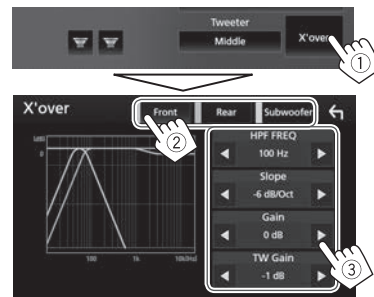 Tweeter
Middle
X'over
①
X'over
Front
Rear
Subwoofer
②
[dB]
0
100
1k
10k[Hz]
HPF FREQ
100 Hz
Slope
-6 dB/Oct
Gain
0 dB
TW Gain
-1 dB
③